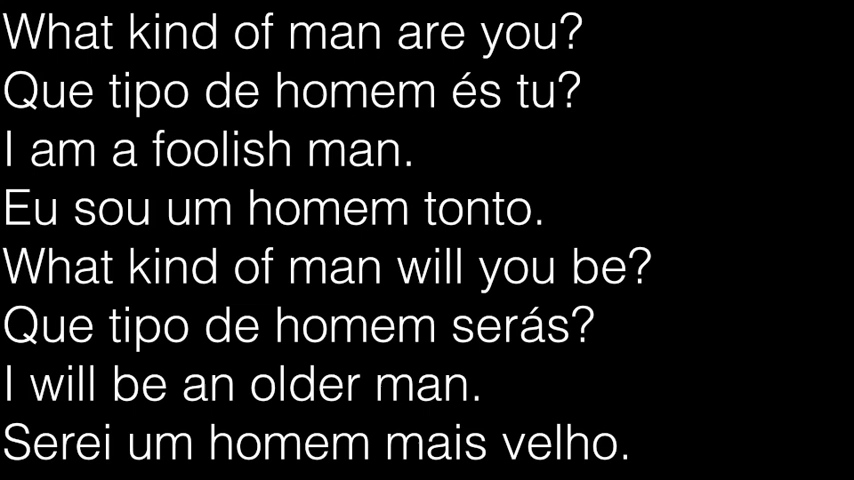 What kind of man are you?
Que tipo de homem és tu?
I am a foolish man.
Eu sou um homem tonto.
What kind of man will you be?
Que tipo de homem serás?
I will be an older man.
Serei um homem mais velho.